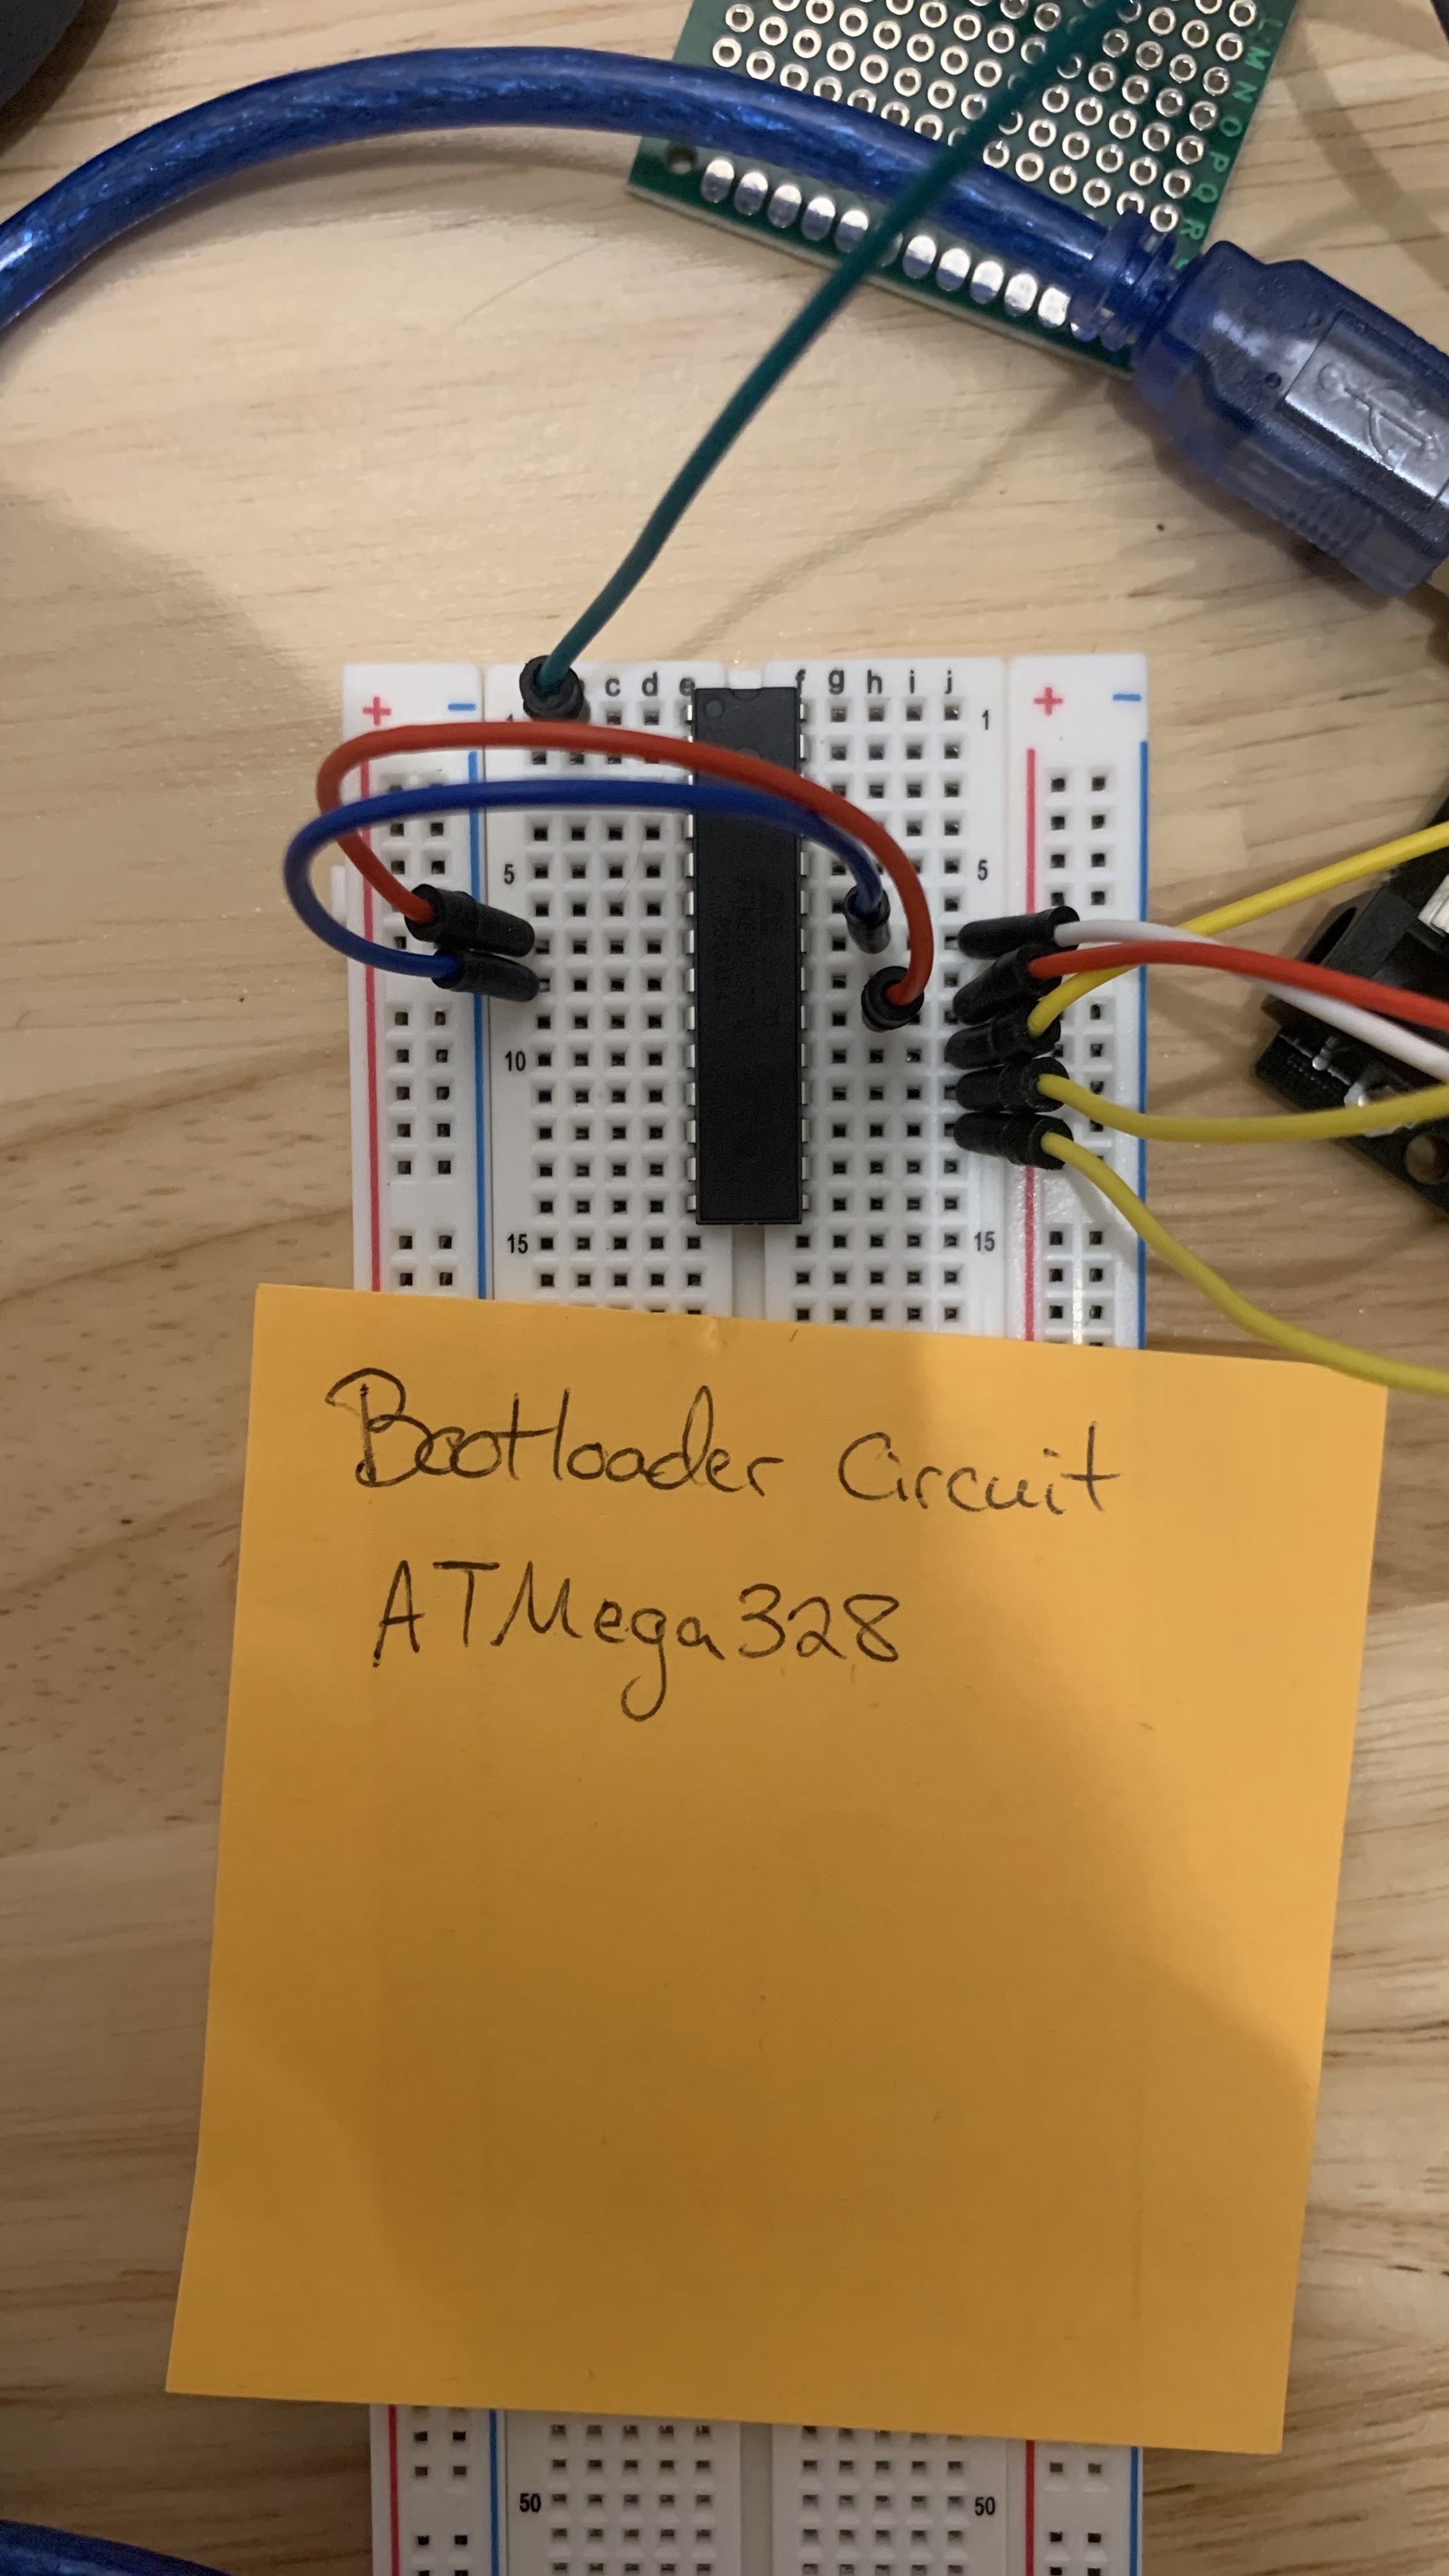 L
M
N
O
P
Q
R
+ - c d e f g h i j + -
1 1
5 5
10
15 15
Bootloader Circuit
ATMega328
50 50